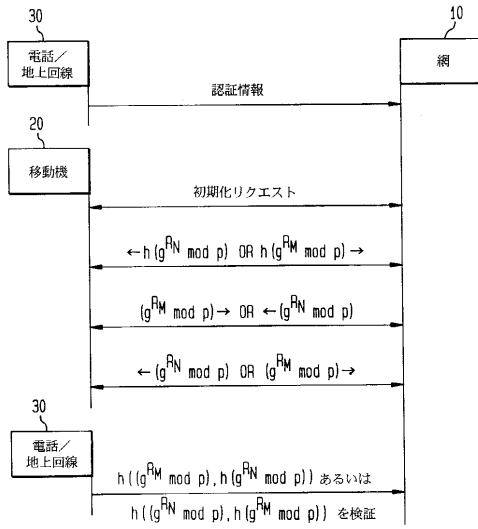 30
10
電話／
地上回線
網
認証情報
20
移動機
初期化リクエスト
←h(g^RN mod p) OR h(g^RM mod p)→
(g^RM mod p)→ OR ←(g^RN mod p)
←(g^RN mod p) OR (g^RM mod p)→
30
電話／
地上回線
h((g^RM mod p),h(g^RN mod p)) あるいは
h((g^RN mod p),h(g^RM mod p)) を検証